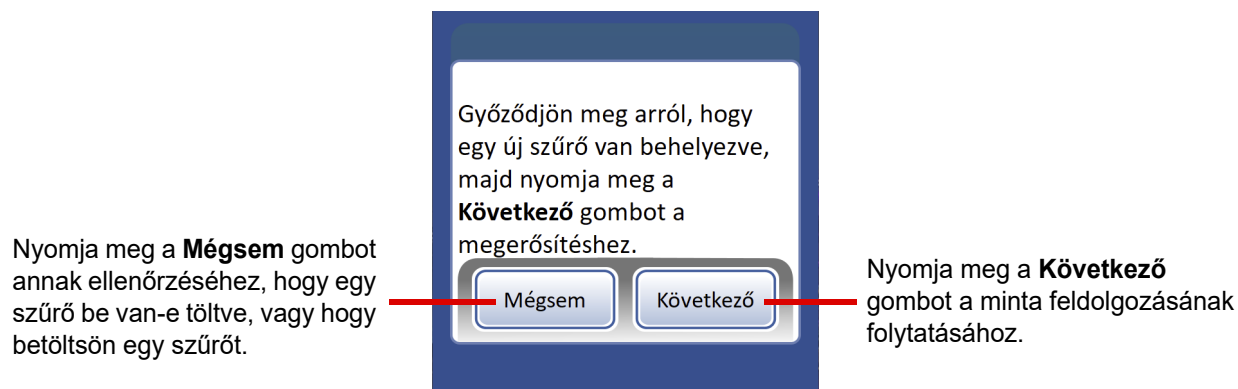 Győződjön meg arról, hogy
egy új szűrő van behelyezve,
majd nyomja meg a
Következő gombot a
megerősítéshez.
Mégsem
Következő
Nyomja meg a Mégsem gombot
annak ellenőrzéséhez, hogy egy
szűrő be van-e töltve, vagy hogy
betöltsön egy szűrőt.
Nyomja meg a Következő
gombot a minta feldolgozásának
folytatásához.